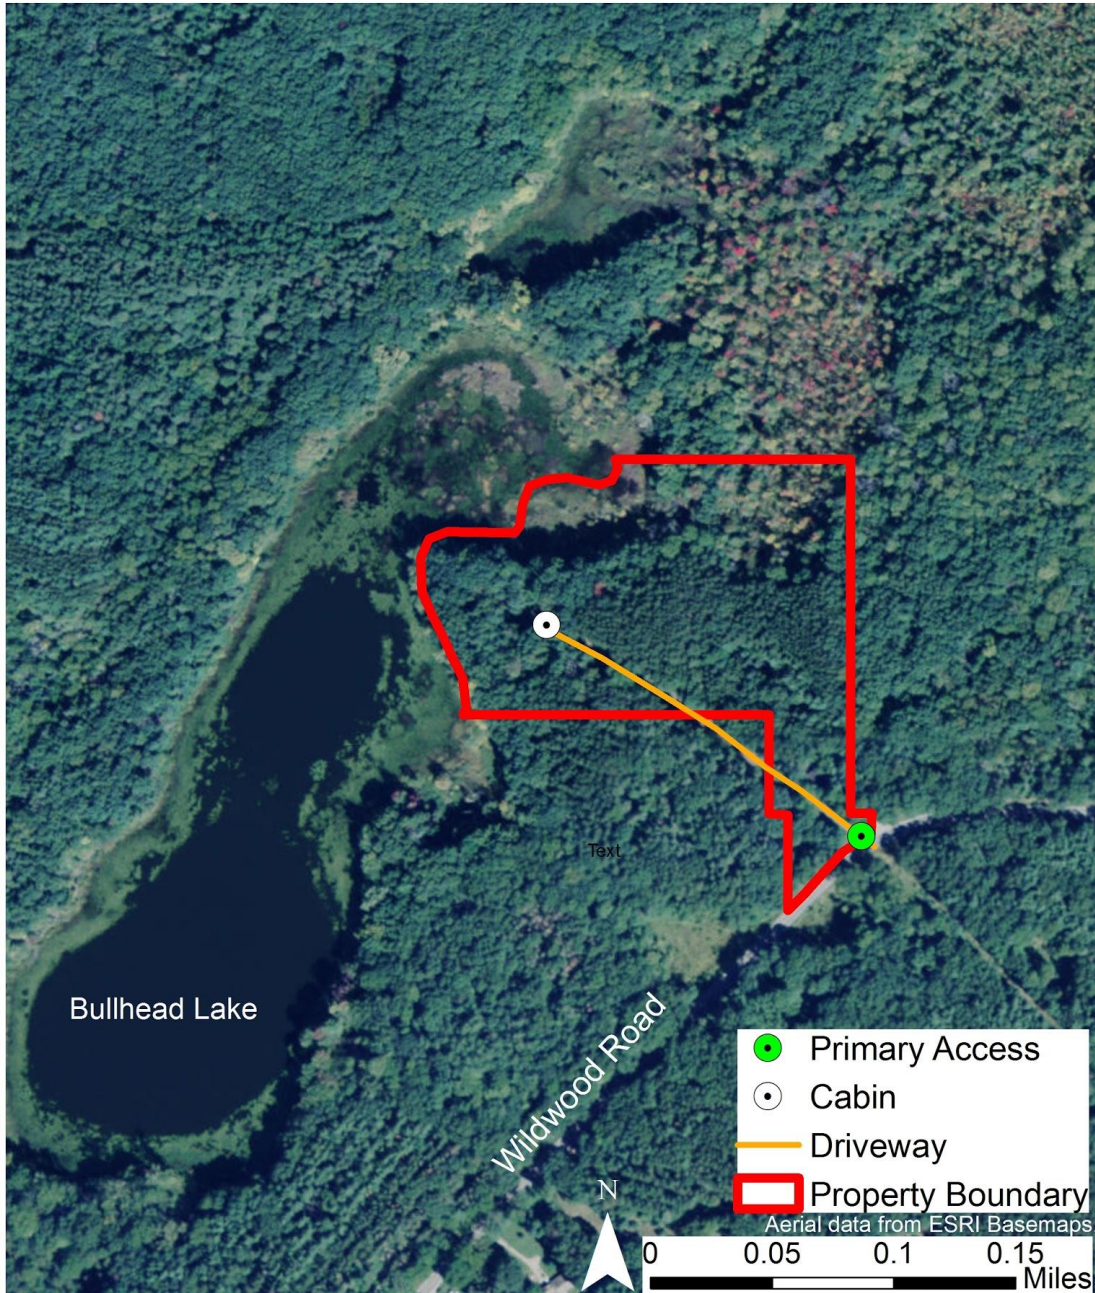 Text
Bullhead Lake
Wildwood Road
Primary Access
Cabin
Driveway
Property Boundary
N
Aerial data from ESRI Basemaps
0 0.05 0.1 0.15
Miles